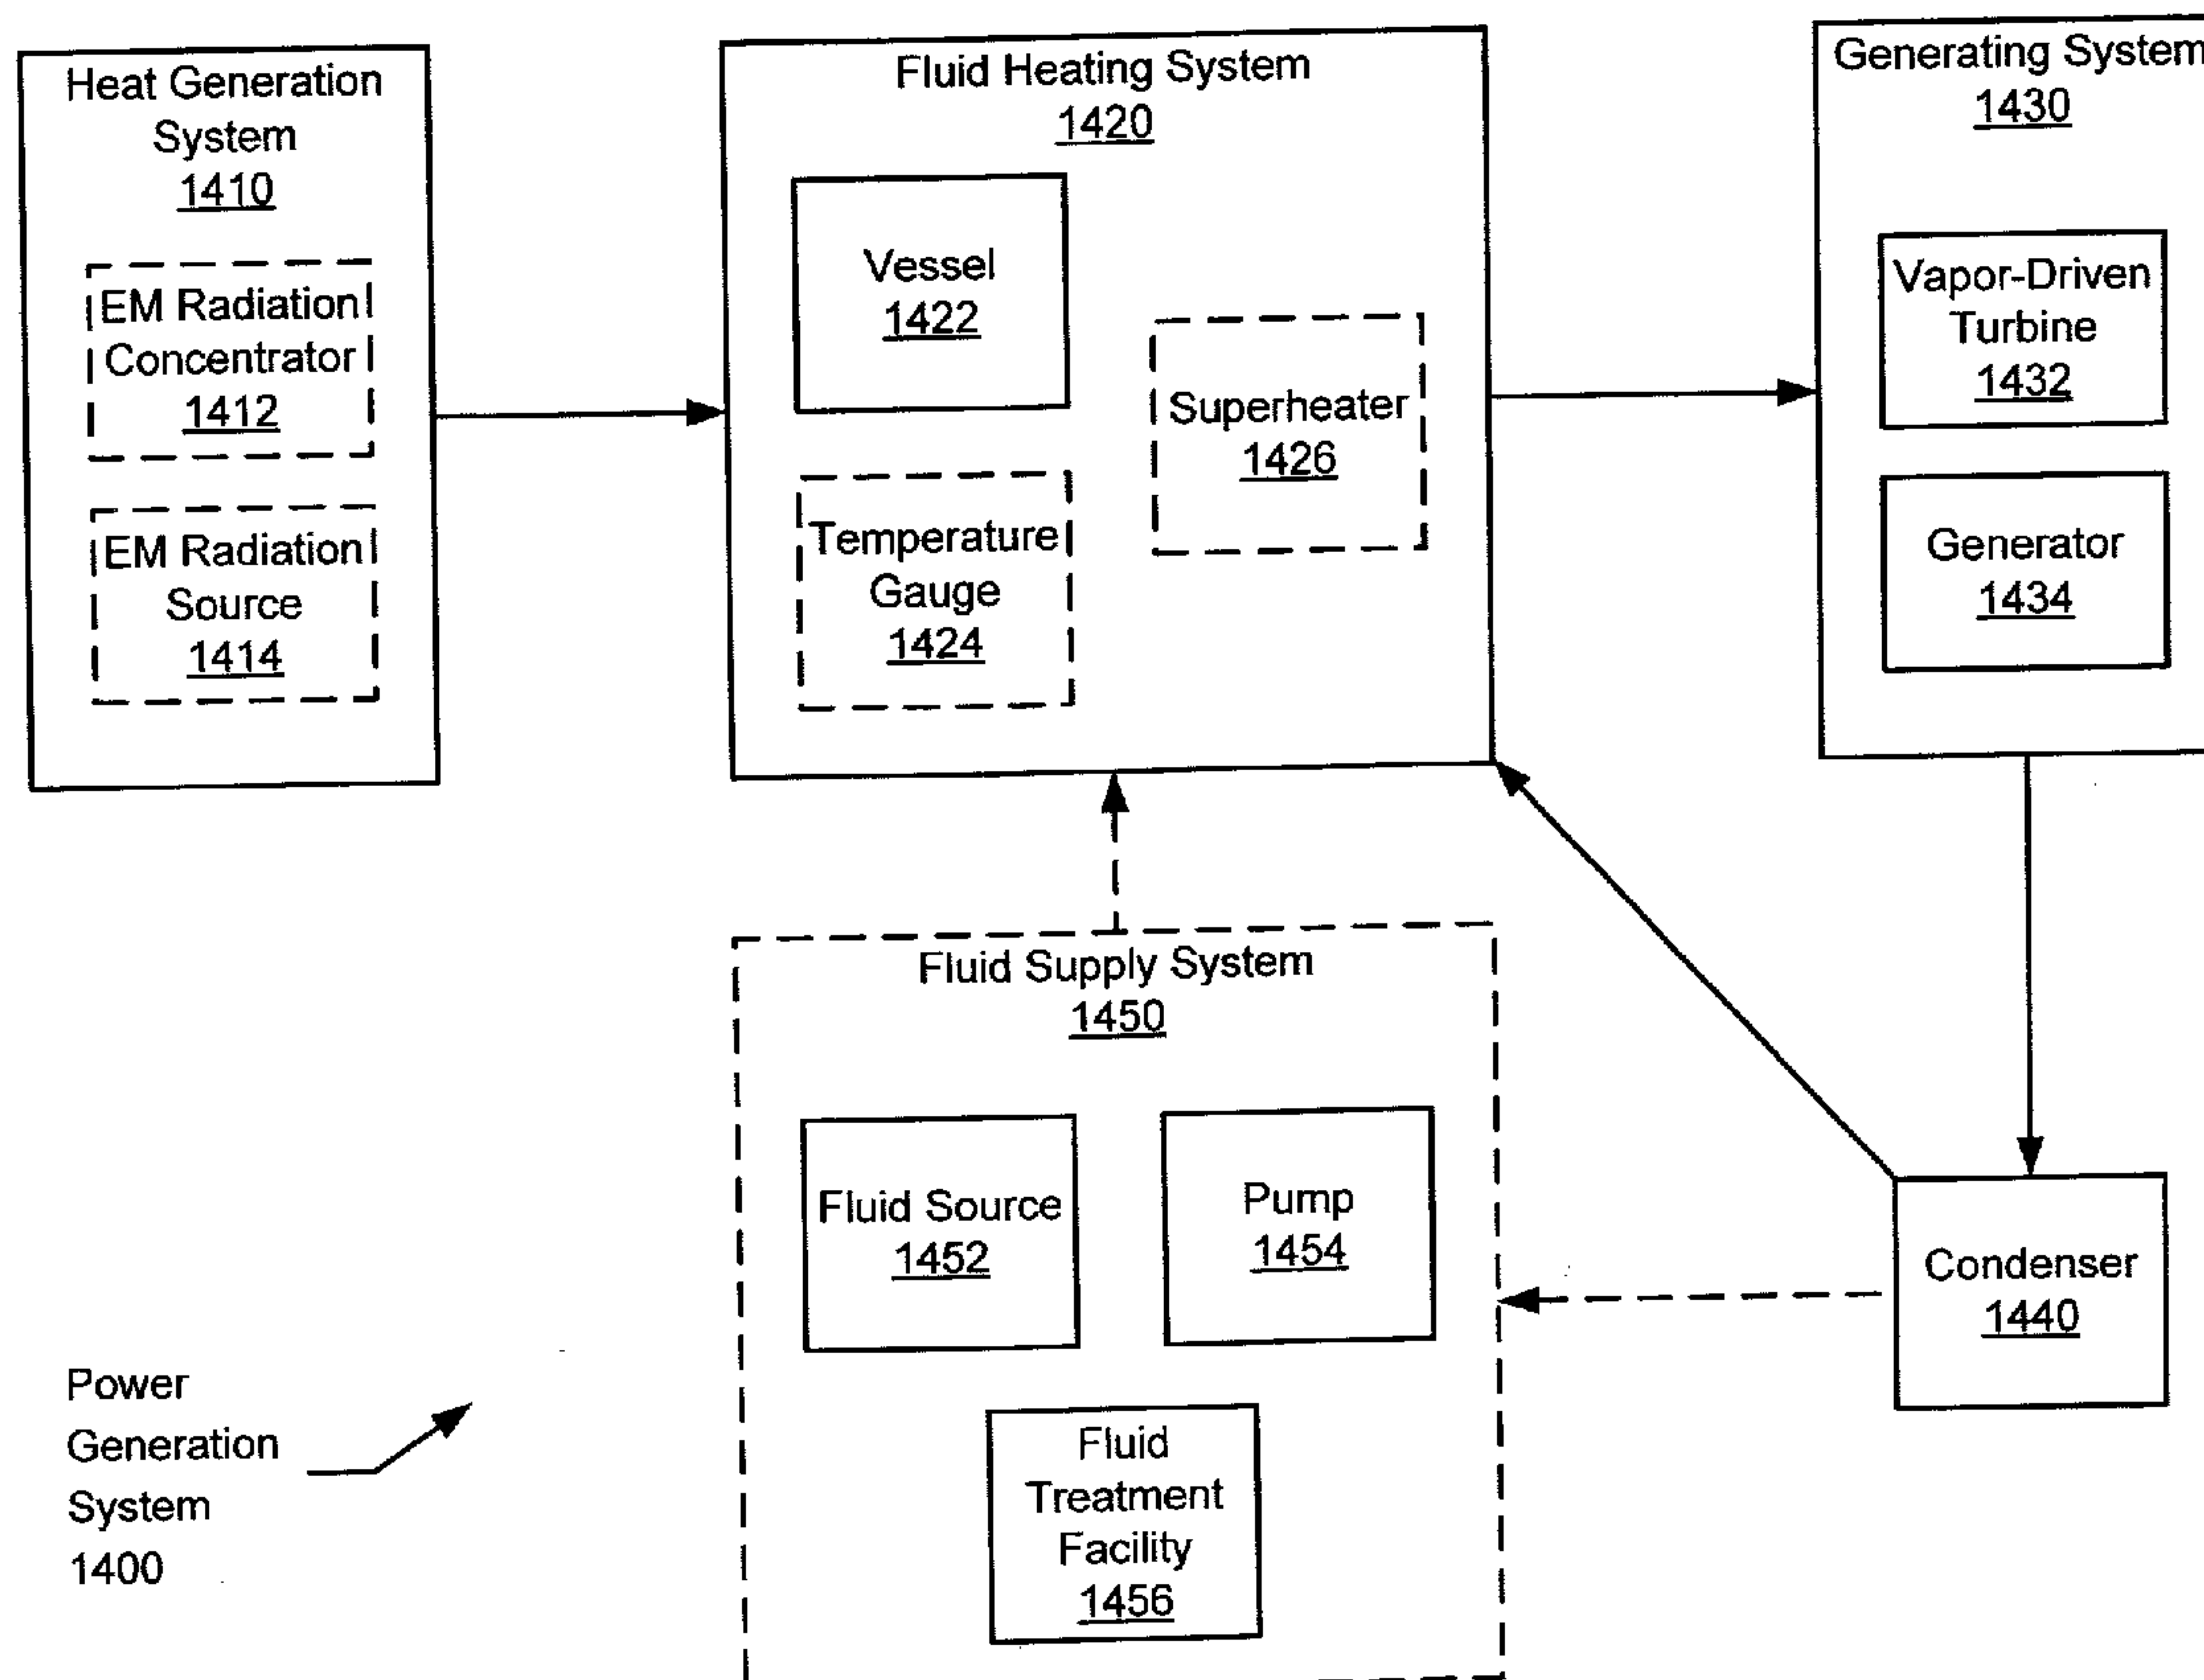 Heat Generation
System
1410
EM Radiation
Concentrator
1412
EM Radiation
Source
1414
Fluid Heating System
1420
Vessel
1422
Superheater
1426
Temperature
Gauge
1424
Generating System
1430
Vapor-Driven
Turbine
1432
Generator
1434
Fluid Supply System
1450
Fluid Source
1452
Pump
1454
Fluid
Treatment
Facility
1456
Condenser
1440
Power
Generation
System
1400